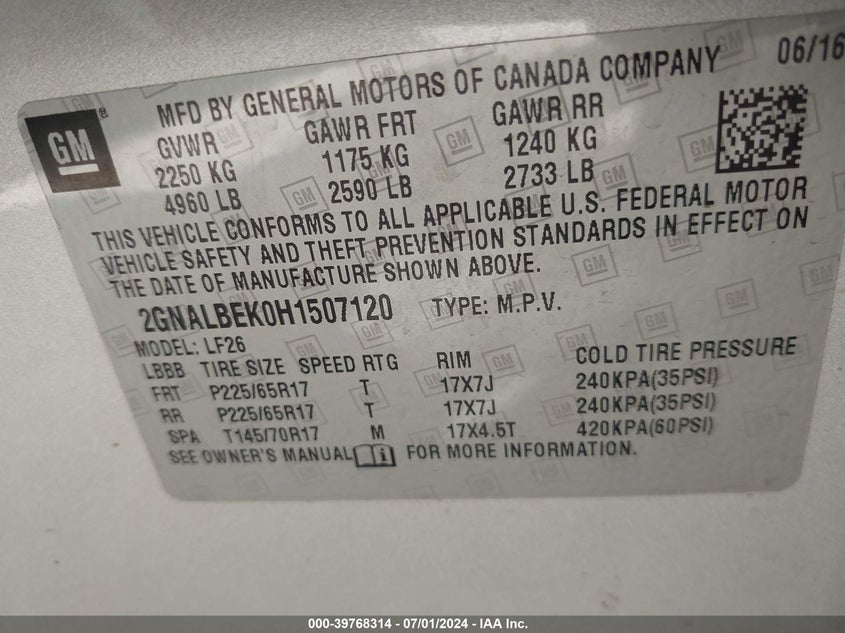 MFD BY GENERAL MOTORS OF CANADA COMPANY 06/16
GM ®
GVWR GAWR FRT GAWR RR
2250 KG 1175 KG 1240 KG
4960 LB 2590 LB 2733 LB
THIS VEHICLE CONFORMS TO ALL APPLICABLE U.S. FEDERAL MOTOR
VEHICLE SAFETY AND THEFT PREVENTION STANDARDS IN EFFECT ON
THE DATE OF MANUFACTURE SHOWN ABOVE.
2GNALBEK0H1507120 TYPE: M.P.V.
MODEL: LF26
LBBB TIRE SIZE SPEED RTG RIM COLD TIRE PRESSURE
FRT P225/65R17 T 17X7J 240KPA(35PSI)
RR P225/65R17 T 17X7J 240KPA(35PSI)
SPA T145/70R17 M 17X4.5T 420KPA(60PSI)
SEE OWNER'S MANUAL i FOR MORE INFORMATION.
000-39768314 - 07/01/2024 - IAA Inc.